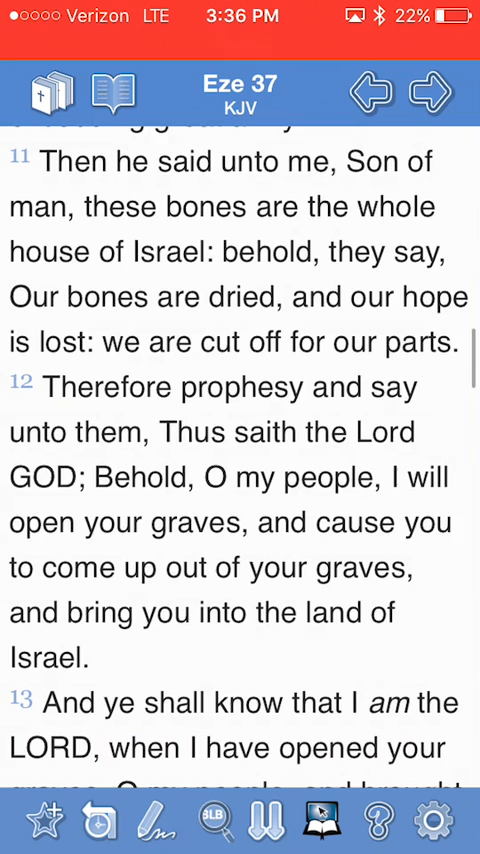 Verizon LTE 3:36 PM 22%
Eze 37
KJV
11 Then he said unto me, Son of
man, these bones are the whole
house of Israel: behold, they say,
Our bones are dried, and our hope
is lost: we are cut off for our parts.
12 Therefore prophesy and say
unto them, Thus saith the Lord
GOD; Behold, O my people, I will
open your graves, and cause you
to come up out of your graves,
and bring you into the land of
Israel.
13 And ye shall know that I am the
LORD, when I have opened your
graves, O my people, and brought
BLB